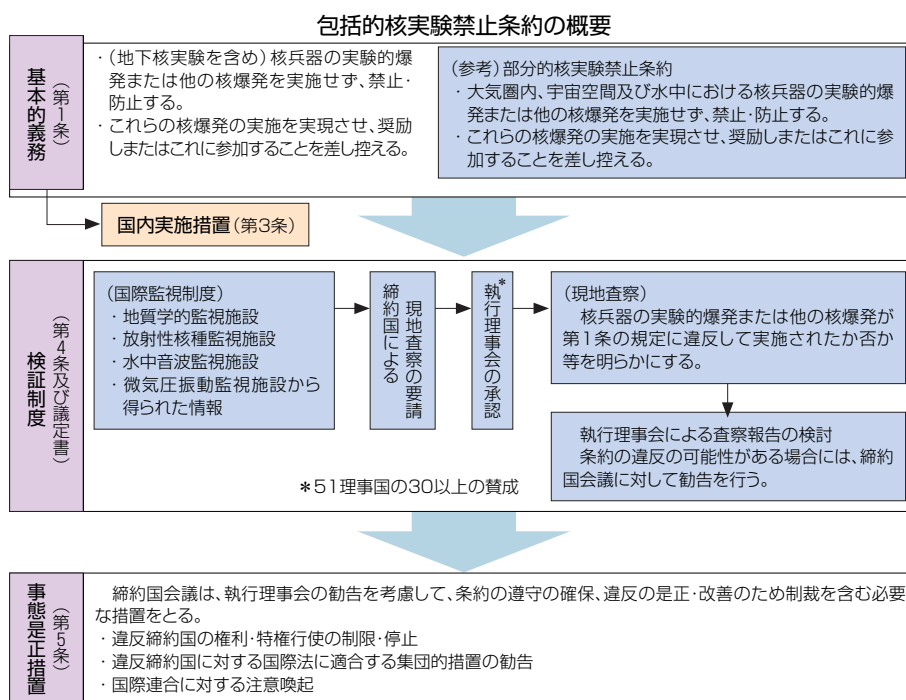 包括的核実験禁止条約の概要
基本的義務
（第1条）
・（地下核実験を含め）核兵器の実験的爆
発または他の核爆発を実施せず、禁止・
防止する。
・これらの核爆発の実施を実現させ、奨励
しまたはこれに参加することを差し控える。
（参考）部分的核実験禁止条約
・大気圏内、宇宙空間及び水中における核兵器の実験的爆
発または他の核爆発を実施せず、禁止・防止する。
・これらの核爆発の実施を実現させ、奨励しまたはこれに参
加することを差し控える。
国内実施措置（第3条）
検証制度
（第4条及び議定書）
（国際監視制度）
・地質学的監視施設
・放射性核種監視施設
・水中音波監視施設
・微気圧振動監視施設から
得られた情報
締約国による
現地査察の要請
執行理事会の承認*
（現地査察）
核兵器の実験的爆発または他の核爆発が
第1条の規定に違反して実施されたか否か
等を明らかにする。
執行理事会による査察報告の検討
条約の違反の可能性がある場合には、締約
国会議に対して勧告を行う。
＊51理事国の30以上の賛成
事態是正措置
（第5条）
締約国会議は、執行理事会の勧告を考慮して、条約の遵守の確保、違反の是正・改善のため制裁を含む必要
な措置をとる。
・違反締約国の権利・特権行使の制限・停止
・違反締約国に対する国際法に適合する集団的措置の勧告
・国際連合に対する注意喚起